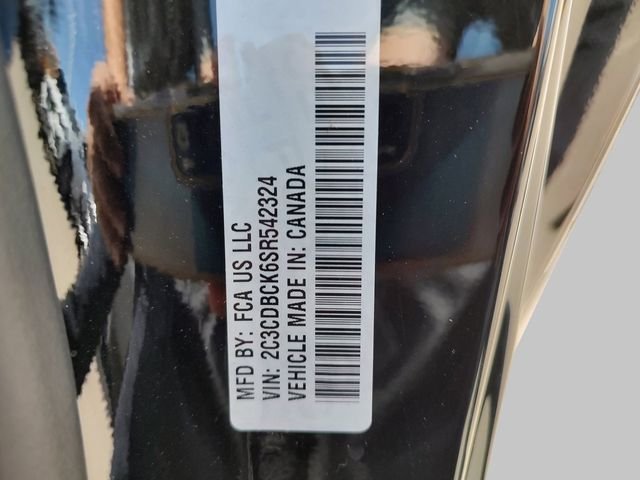 MFD BY: FCA US LLC
VIN: 2C3CDBCK6SR542324
VEHICLE MADE IN: CANADA